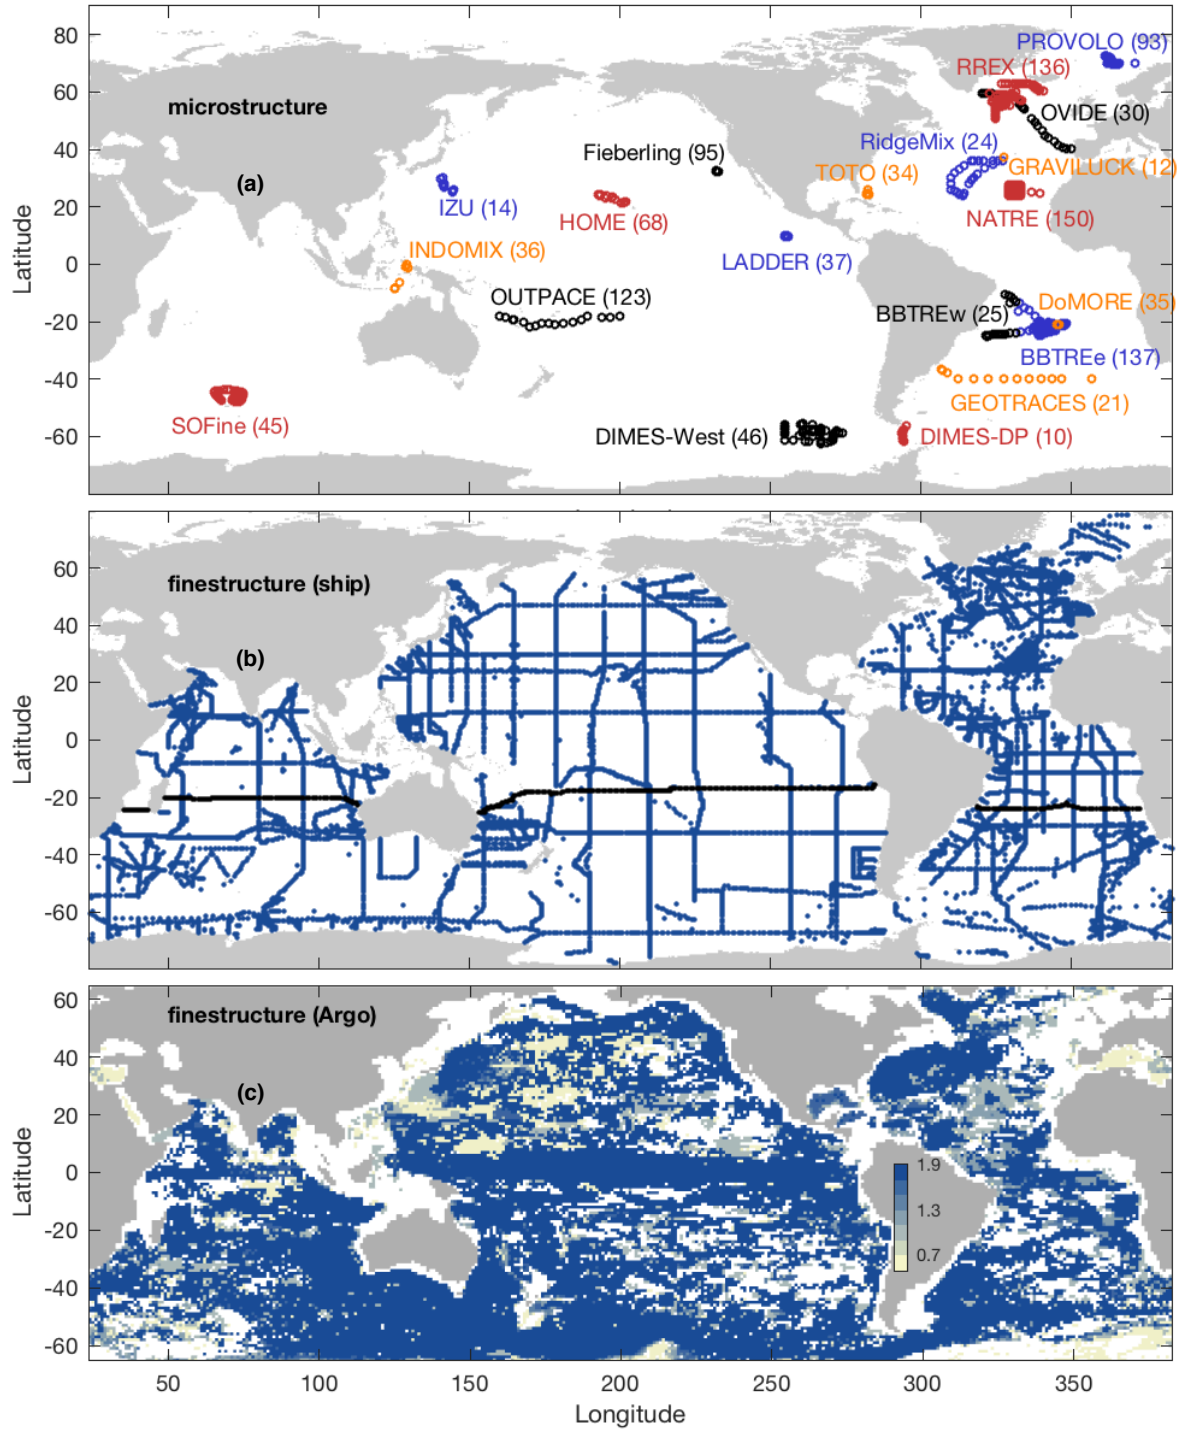 80
60
40
20
0
-20
-40
-60
Latitude
microstructure
(a)
PROVOLO (93)
RREX (136)
OVIDE (30)
RidgeMix (24)
Fieberling (95)
TOTO (34)
GRAVILUCK (12)
IZU (14)
HOME (68)
NATRE (150)
INDOMIX (36)
LADDER (37)
OUTPACE (123)
DoMORE (35)
BBTREw (25)
BBTREe (137)
GEOTRACES (21)
SOFine (45)
DIMES-West (46)
DIMES-DP (10)
60
40
20
0
-20
-40
-60
Latitude
finestructure (ship)
(b)
60
40
20
0
-20
-40
-60
Latitude
finestructure (Argo)
(c)
1.9
1.3
0.7
50
100
150
200
250
300
350
Longitude